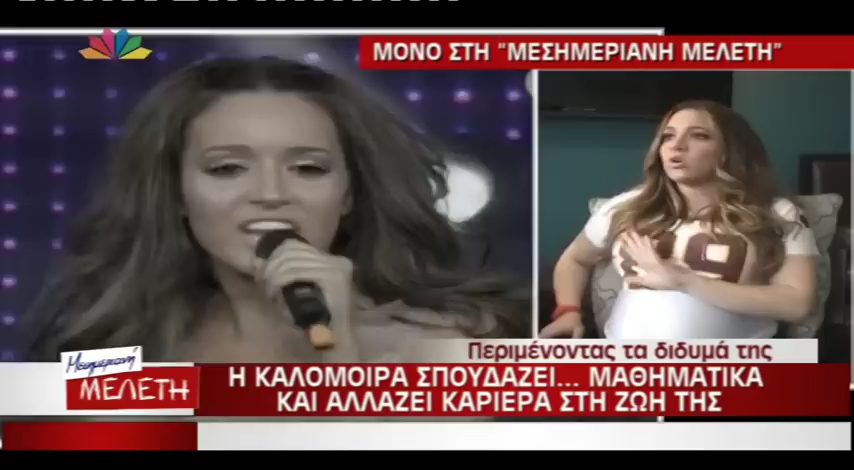 ΜΟΝΟ ΣΤΗ "ΜΕΣΗΜΕΡΙΑΝΗ ΜΕΛΕΤΗ"
19
Περιμένοντας τα διδυμά της
Μεσημεριανή
ΜΕΛΕΤΗ
Η ΚΑΛΟΜΟΙΡΑ ΣΠΟΥΔΑΖΕΙ... ΜΑΘΗΜΑΤΙΚΑ
ΚΑΙ ΑΛΛΑΖΕΙ ΚΑΡΙΕΡΑ ΣΤΗ ΖΩΗ ΤΗΣ